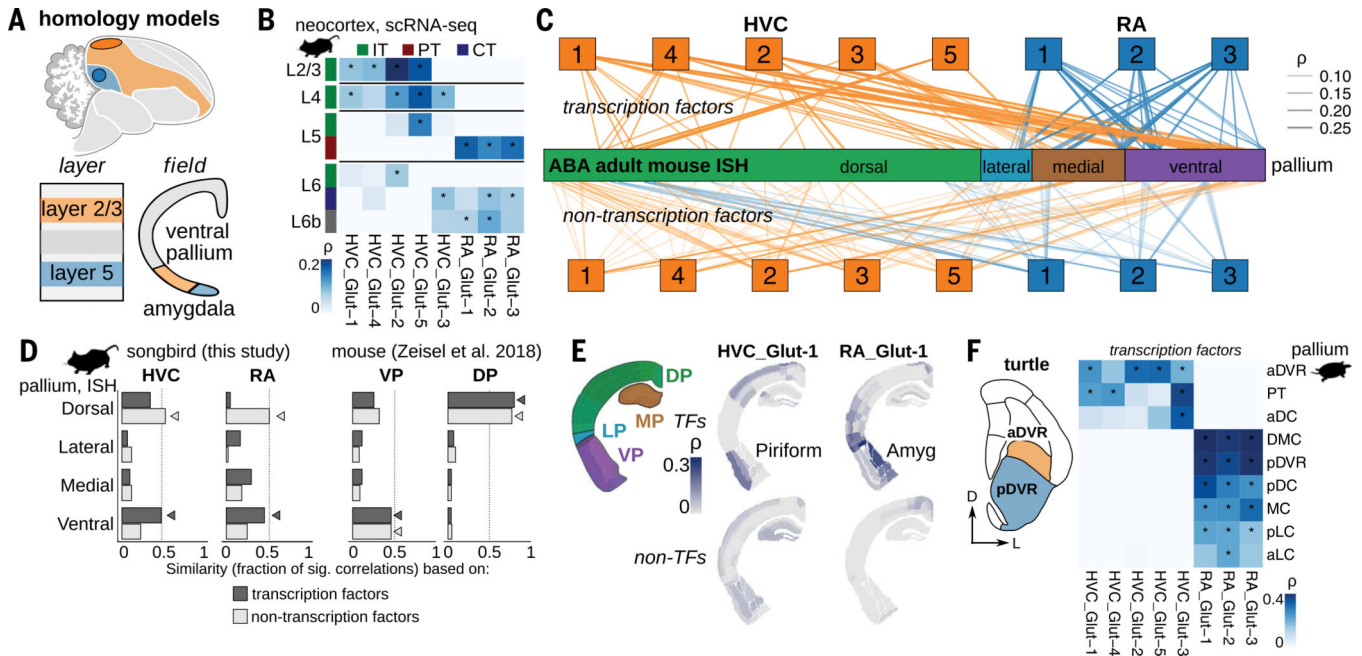 A
homology models
layer
field
layer 2/3
layer 5
ventral
pallium
amygdala
B
neocortex, scRNA-seq
IT PT CT
L2/3
L4
L5
L6
L6b
ρ
0.2
0
HVC_Glut-1
HVC_Glut-4
HVC_Glut-2
HVC_Glut-5
HVC_Glut-3
RA_Glut-1
RA_Glut-2
RA_Glut-3
C
HVC RA
1 4 2 3 5 1 2 3
transcription factors
ABA adult mouse ISH dorsal lateral medial ventral pallium
non-transcription factors
1 4 2 3 5 1 2 3
ρ
0.10
0.15
0.20
0.25
D
songbird (this study) mouse (Zeisel et al. 2018)
pallium, ISH
HVC RA VP DP
Dorsal
Lateral
Medial
Ventral
0 0.5 1 0 0.5 1 0 0.5 1 0 0.5 1
Similarity (fraction of sig. correlations) based on:
transcription factors
non-transcription factors
E
HVC_Glut-1 RA_Glut-1
DP
MP
LP
VP
TFs
ρ
0.3
0
Piriform Amyg
non-TFs
F
transcription factors
pallium
turtle
aDVR
pDVR
D
L
aDVR
PT
aDC
DMC
pDVR
pDC
MC
pLC
aLC
HVC_Glut-1
HVC_Glut-4
HVC_Glut-2
HVC_Glut-5
HVC_Glut-3
RA_Glut-1
RA_Glut-2
RA_Glut-3
ρ
0.4
0